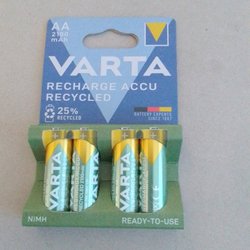 AA
2100
mAh
VARTA
RECHARGE ACCU
RECYCLED
25%
RECYCLED
BATTERY EXPERTS
SINCE 1887
VARTA
VARTA
VARTA
VARTA
NiMH
READY-TO-USE